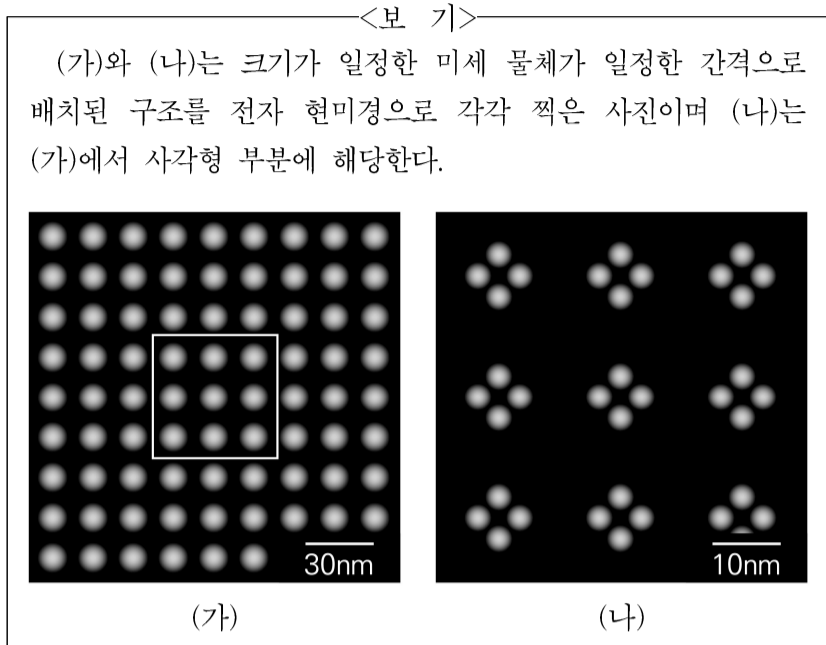 <보 기>
(가)와 (나)는 크기가 일정한 미세 물체가 일정한 간격으로
배치된 구조를 전자 현미경으로 각각 찍은 사진이며 (나)는
(가)에서 사각형 부분에 해당한다.
30nm
10nm
(가)
(나)